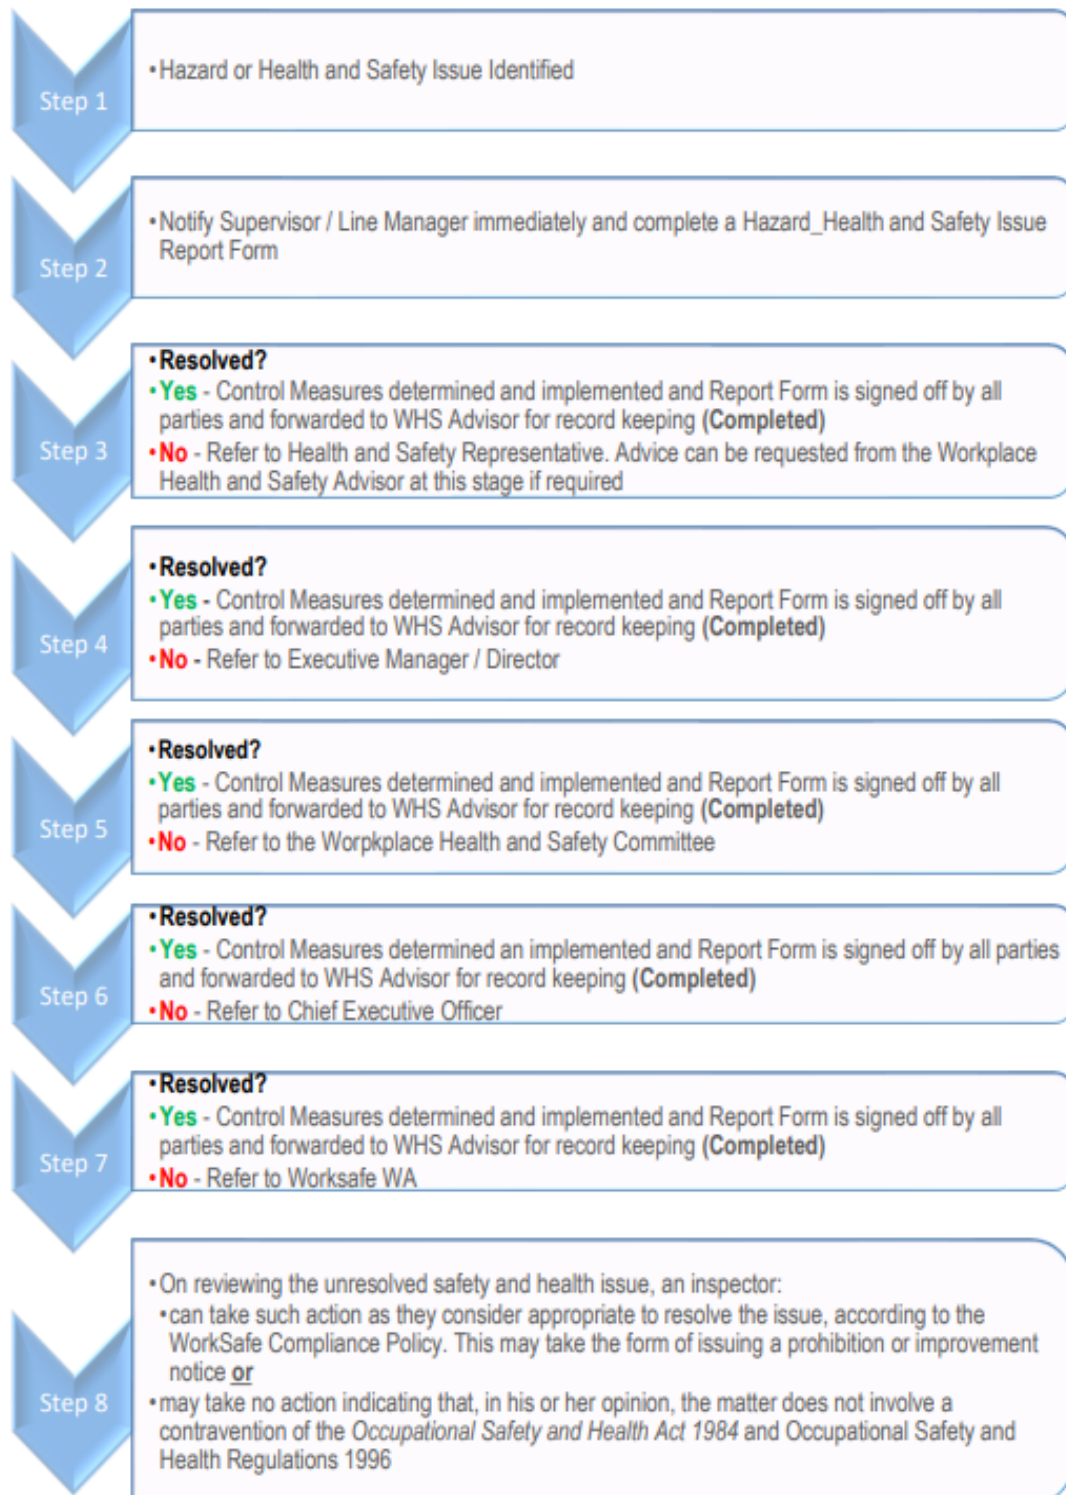 Step 1
•Hazard or Health and Safety Issue Identified
Step 2
•Notify Supervisor / Line Manager immediately and complete a Hazard_Health and Safety Issue
Report Form
Step 3
•Resolved?
•Yes - Control Measures determined and implemented and Report Form is signed off by all
parties and forwarded to WHS Advisor for record keeping (Completed)
•No - Refer to Health and Safety Representative. Advice can be requested from the Workplace
Health and Safety Advisor at this stage if required
Step 4
•Resolved?
•Yes - Control Measures determined and implemented and Report Form is signed off by all
parties and forwarded to WHS Advisor for record keeping (Completed)
•No - Refer to Executive Manager / Director
Step 5
•Resolved?
•Yes - Control Measures determined and implemented and Report Form is signed off by all
parties and forwarded to WHS Advisor for record keeping (Completed)
•No - Refer to the Worpkplace Health and Safety Committee
Step 6
•Resolved?
•Yes - Control Measures determined an implemented and Report Form is signed off by all parties
and forwarded to WHS Advisor for record keeping (Completed)
•No - Refer to Chief Executive Officer
Step 7
•Resolved?
•Yes - Control Measures determined and implemented and Report Form is signed off by all
parties and forwarded to WHS Advisor for record keeping (Completed)
•No - Refer to Worksafe WA
Step 8
•On reviewing the unresolved safety and health issue, an inspector:
•can take such action as they consider appropriate to resolve the issue, according to the
WorkSafe Compliance Policy. This may take the form of issuing a prohibition or improvement
notice or
•may take no action indicating that, in his or her opinion, the matter does not involve a
contravention of the Occupational Safety and Health Act 1984 and Occupational Safety and
Health Regulations 1996